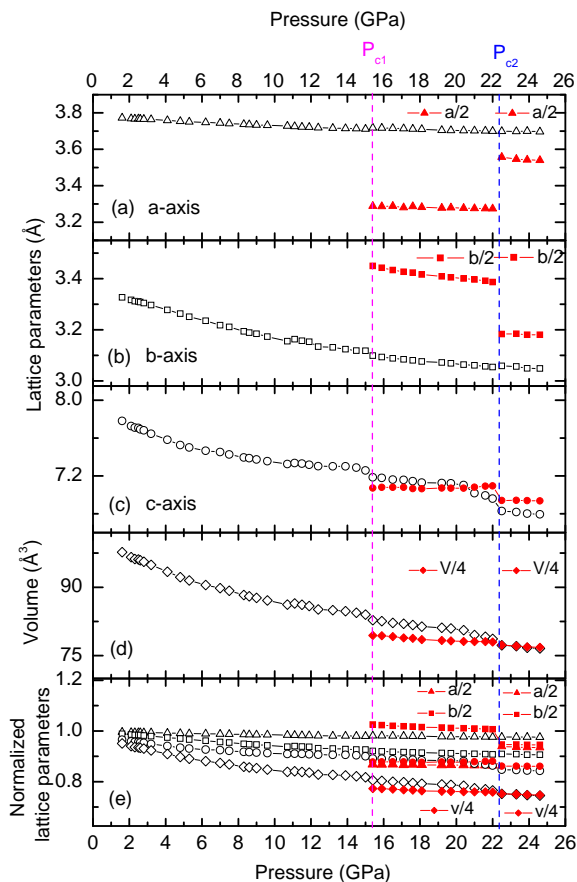 Pressure (GPa)
P_c1 P_c2
0 2 4 6 8 10 12 14 16 18 20 22 24 26
3.8
3.6
3.4
3.2
a/2 a/2
(a) a-axis
Lattice parameters (Å)
3.4
3.2
3.0
b/2 b/2
(b) b-axis
8.0
7.2
(c) c-axis
Volume (Å³)
90
75
V/4 V/4
(d)
Normalized
lattice parameters
1.2
1.0
0.8
a/2 a/2
b/2 b/2
v/4 v/4
(e)
0 2 4 6 8 10 12 14 16 18 20 22 24 26
Pressure (GPa)